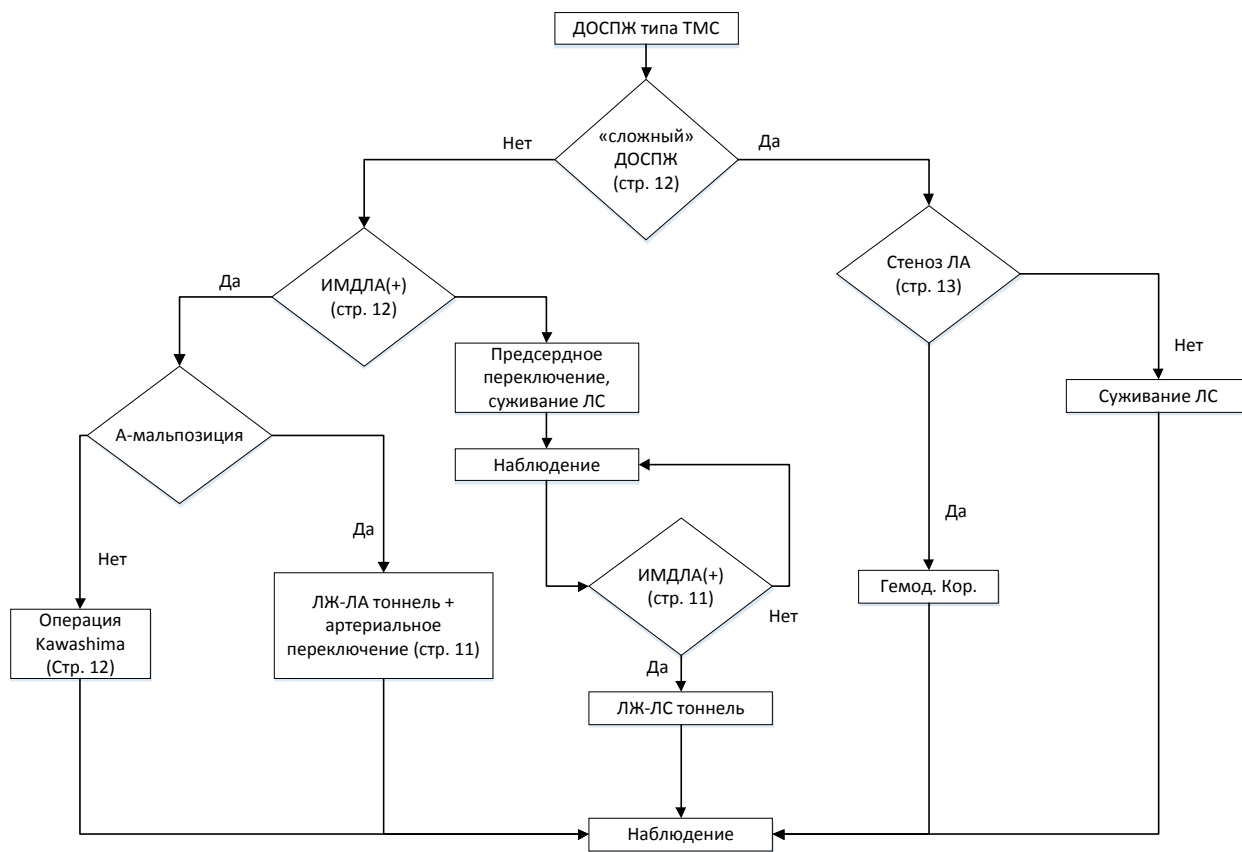 ДОСПЖ типа ТМС
«сложный»
ДОСПЖ
(стр. 12)
Нет
Да
ИМДЛА(+)
(стр. 12)
Да
Стеноз ЛА
(стр. 13)
Предсердное
переключение,
суживание ЛС
Нет
Суживание ЛС
А-мальпозиция
Наблюдение
Нет
Да
Да
ИМДЛА(+)
(стр. 11)
Нет
Гемод. Кор.
ЛЖ-ЛА тоннель +
артериальное
переключение (стр. 11)
Операция
Kawashima
(Стр. 12)
Да
ЛЖ-ЛС тоннель
Наблюдение